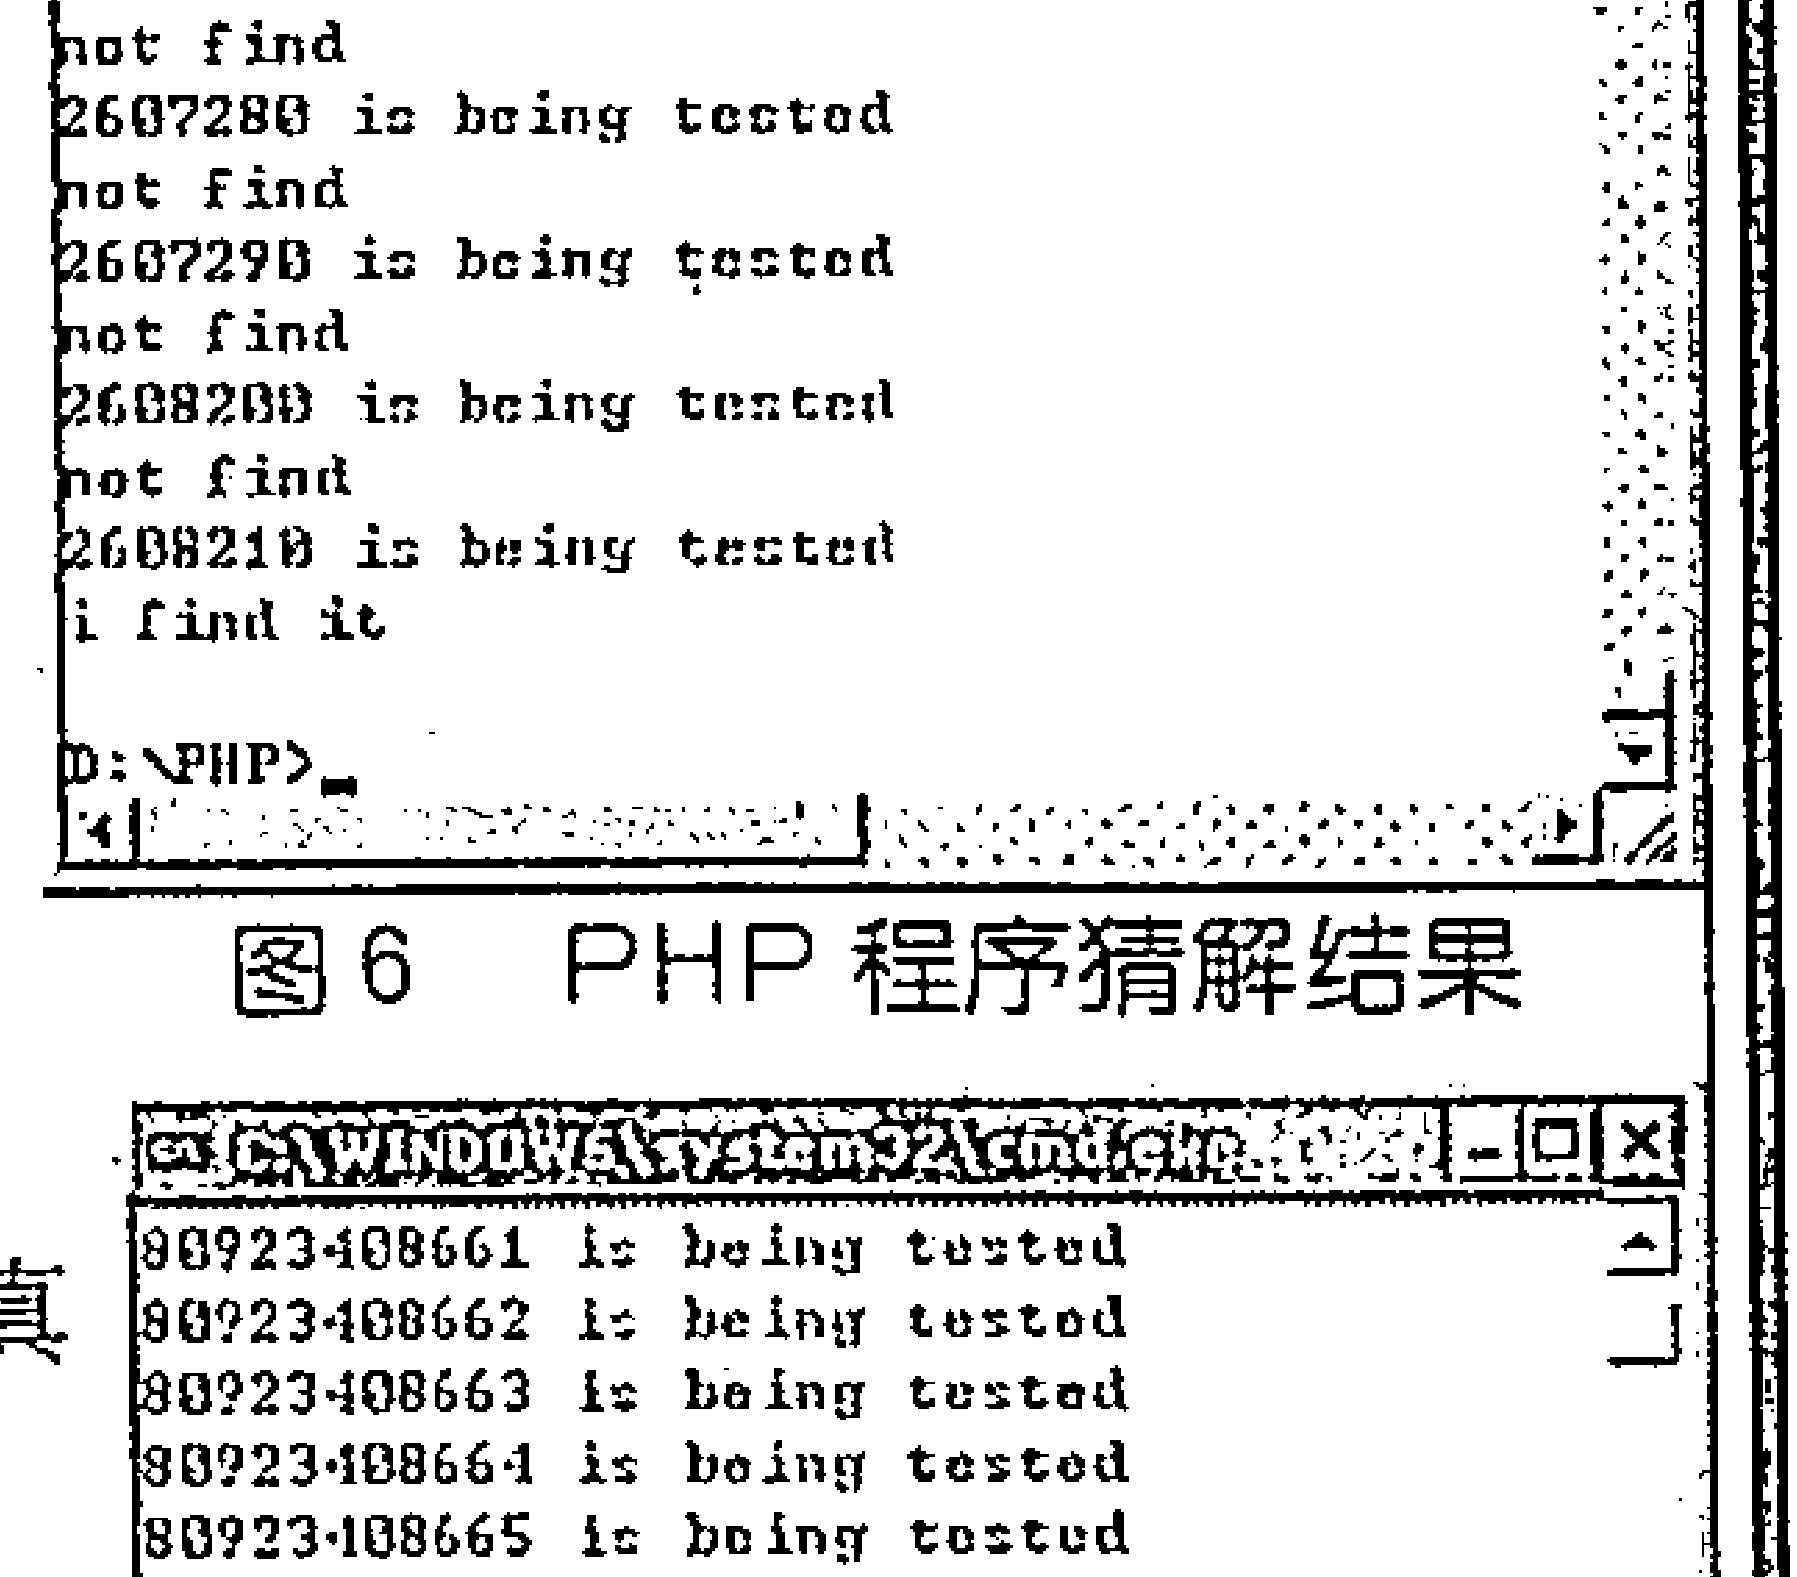 not find
2607280 is being tested
not find
2607290 is being tested
not find
2608200 is being tested
not find
2608210 is being tested
i find it
D:\PHP>_
图6 PHP 程序猜解结果
C:\WINDOWS\system32\cmd.exe
80923408661 is being tested
80923408662 is being tested
80923408663 is being tested
80923408664 is being tested
80923408665 is being tested